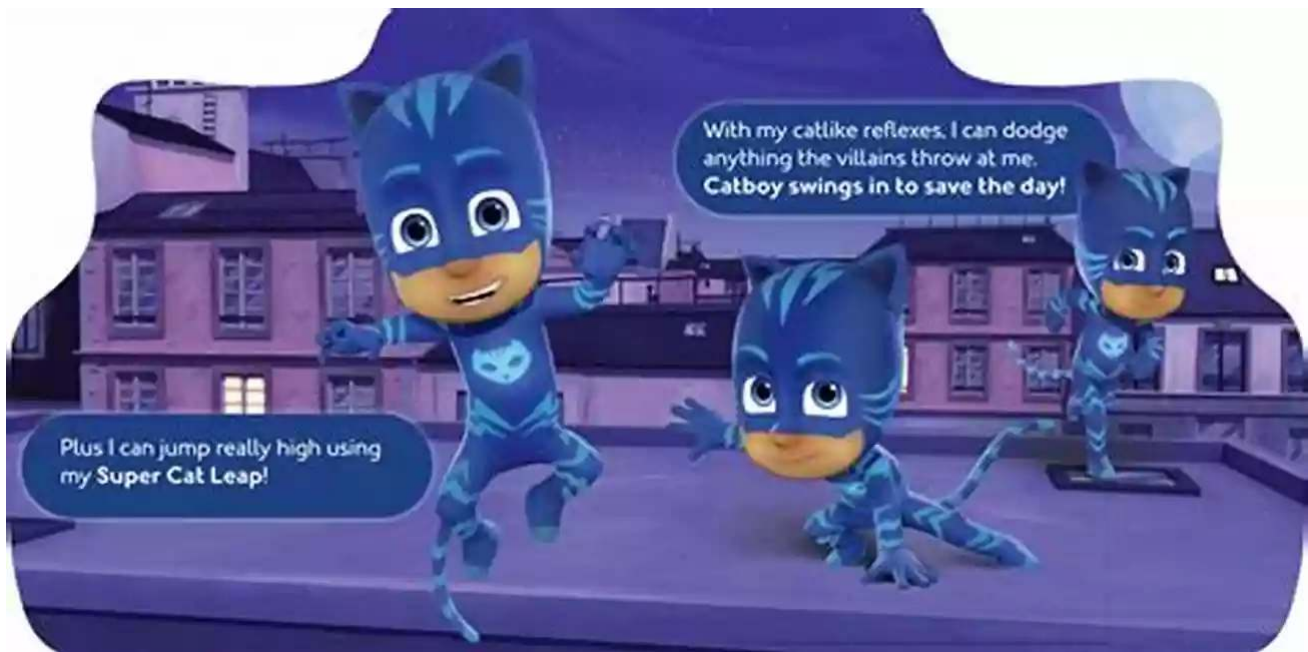 Plus I can jump really high using
my Super Cat Leap!
With my catlike reflexes, I can dodge
anything the villains throw at me.
Catboy swings in to save the day!